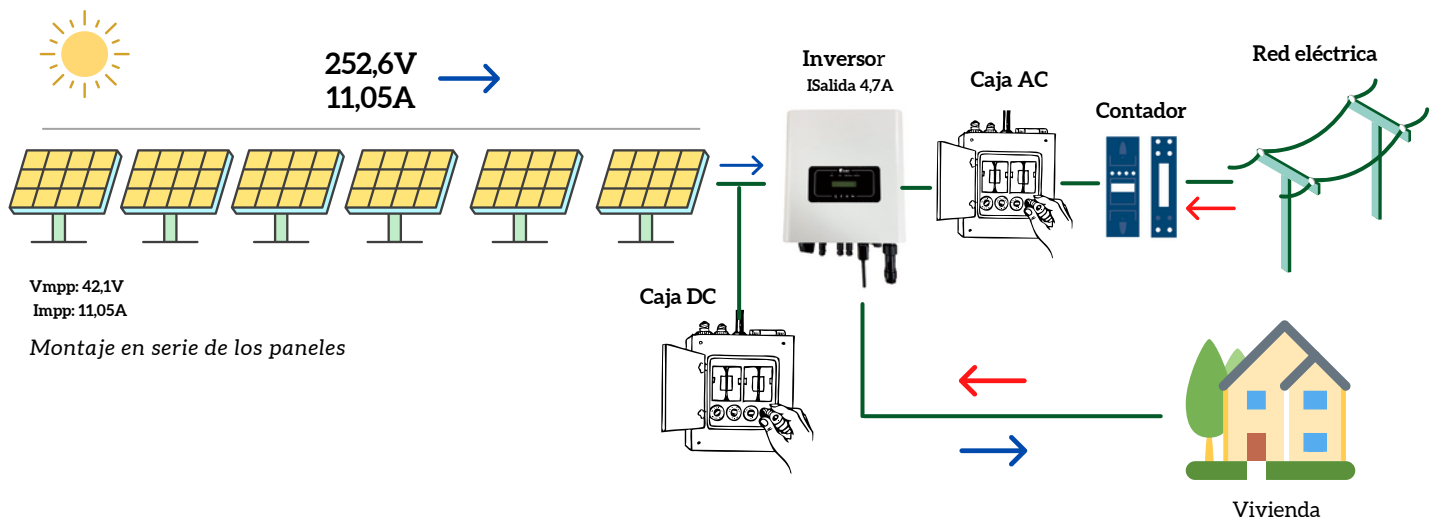 252,6V
11,05A
Inversor
ISalida 4,7A
Caja AC
Contador
Red eléctrica
Vmpp: 42,1V
Impp: 11,05A
Montaje en serie de los paneles
Caja DC
Vivienda